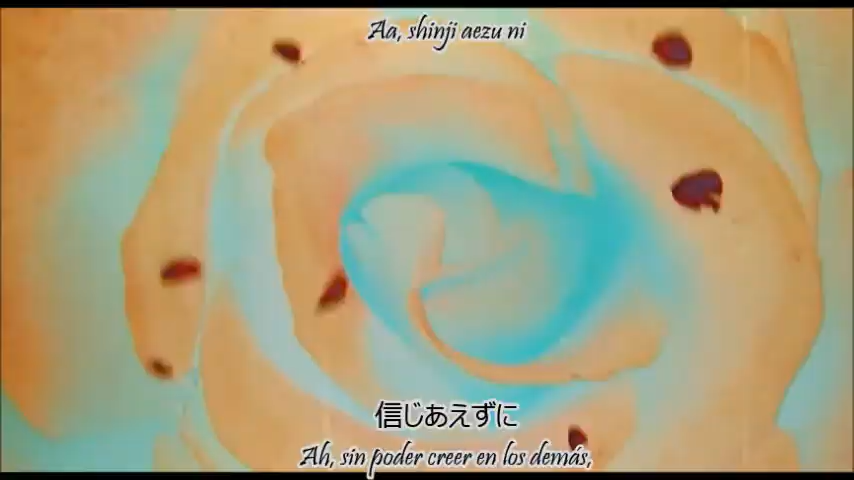 Aa, shinji aezu ni
信じあえずに
Ah, sin poder creer en los demás,